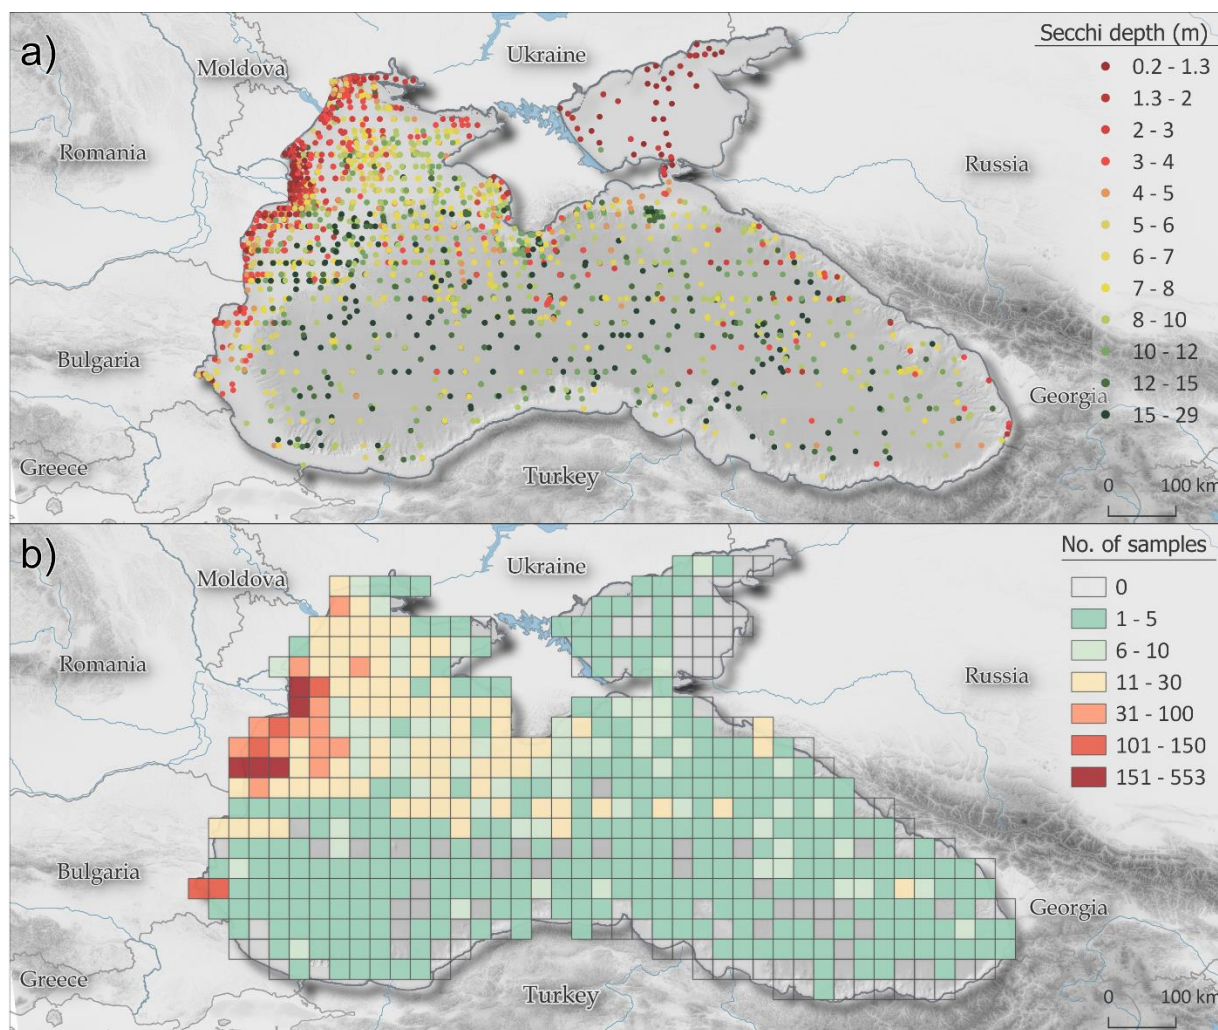 a)
Ukraine
Moldova
Romania
Russia
Bulgaria
Georgia
Greece
Turkey
Secchi depth (m)
0.2 - 1.3
1.3 - 2
2 - 3
3 - 4
4 - 5
5 - 6
6 - 7
7 - 8
8 - 10
10 - 12
12 - 15
15 - 29
0 100 km
b)
Ukraine
Moldova
Romania
Russia
Bulgaria
Georgia
Greece
Turkey
No. of samples
0
1 - 5
6 - 10
11 - 30
31 - 100
101 - 150
151 - 553
0 100 km